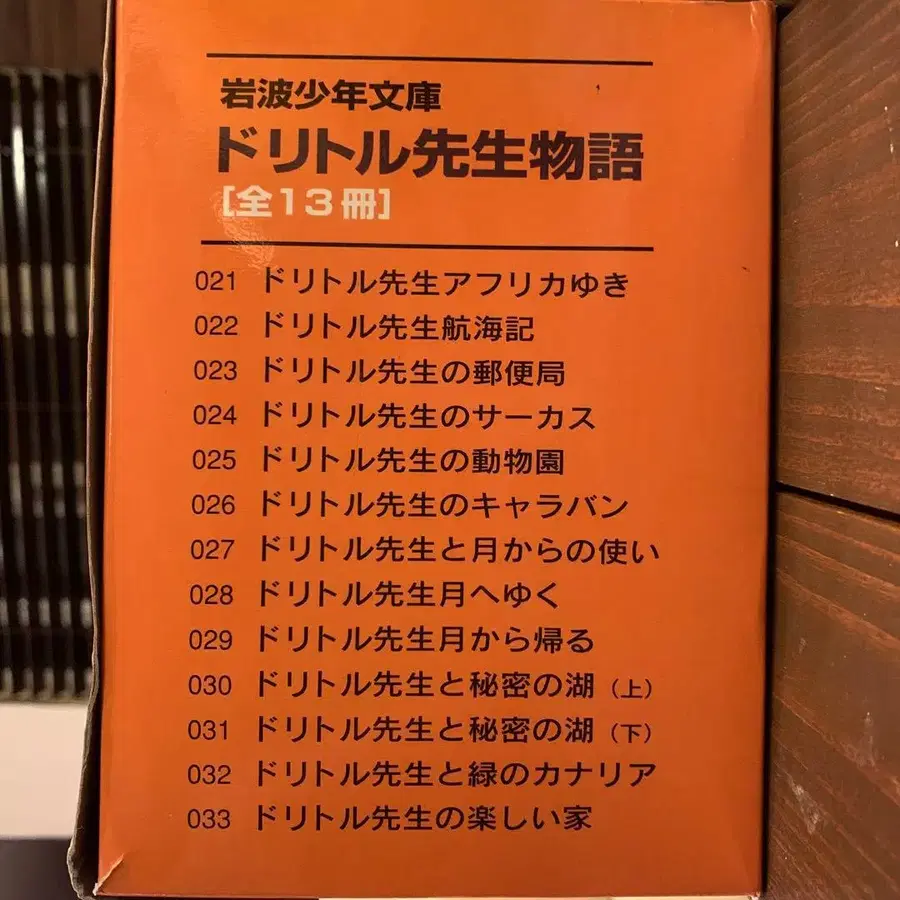 岩波少年文庫
ドリトル先生物語
[全13冊]
021 ドリトル先生アフリカゆき
022 ドリトル先生航海記
023 ドリトル先生の郵便局
024 ドリトル先生のサーカス
025 ドリトル先生の動物園
026 ドリトル先生のキャラバン
027 ドリトル先生と月からの使い
028 ドリトル先生月へゆく
029 ドリトル先生月から帰る
030 ドリトル先生と秘密の湖（上）
031 ドリトル先生と秘密の湖（下）
032 ドリトル先生と緑のカナリア
033 ドリトル先生の楽しい家